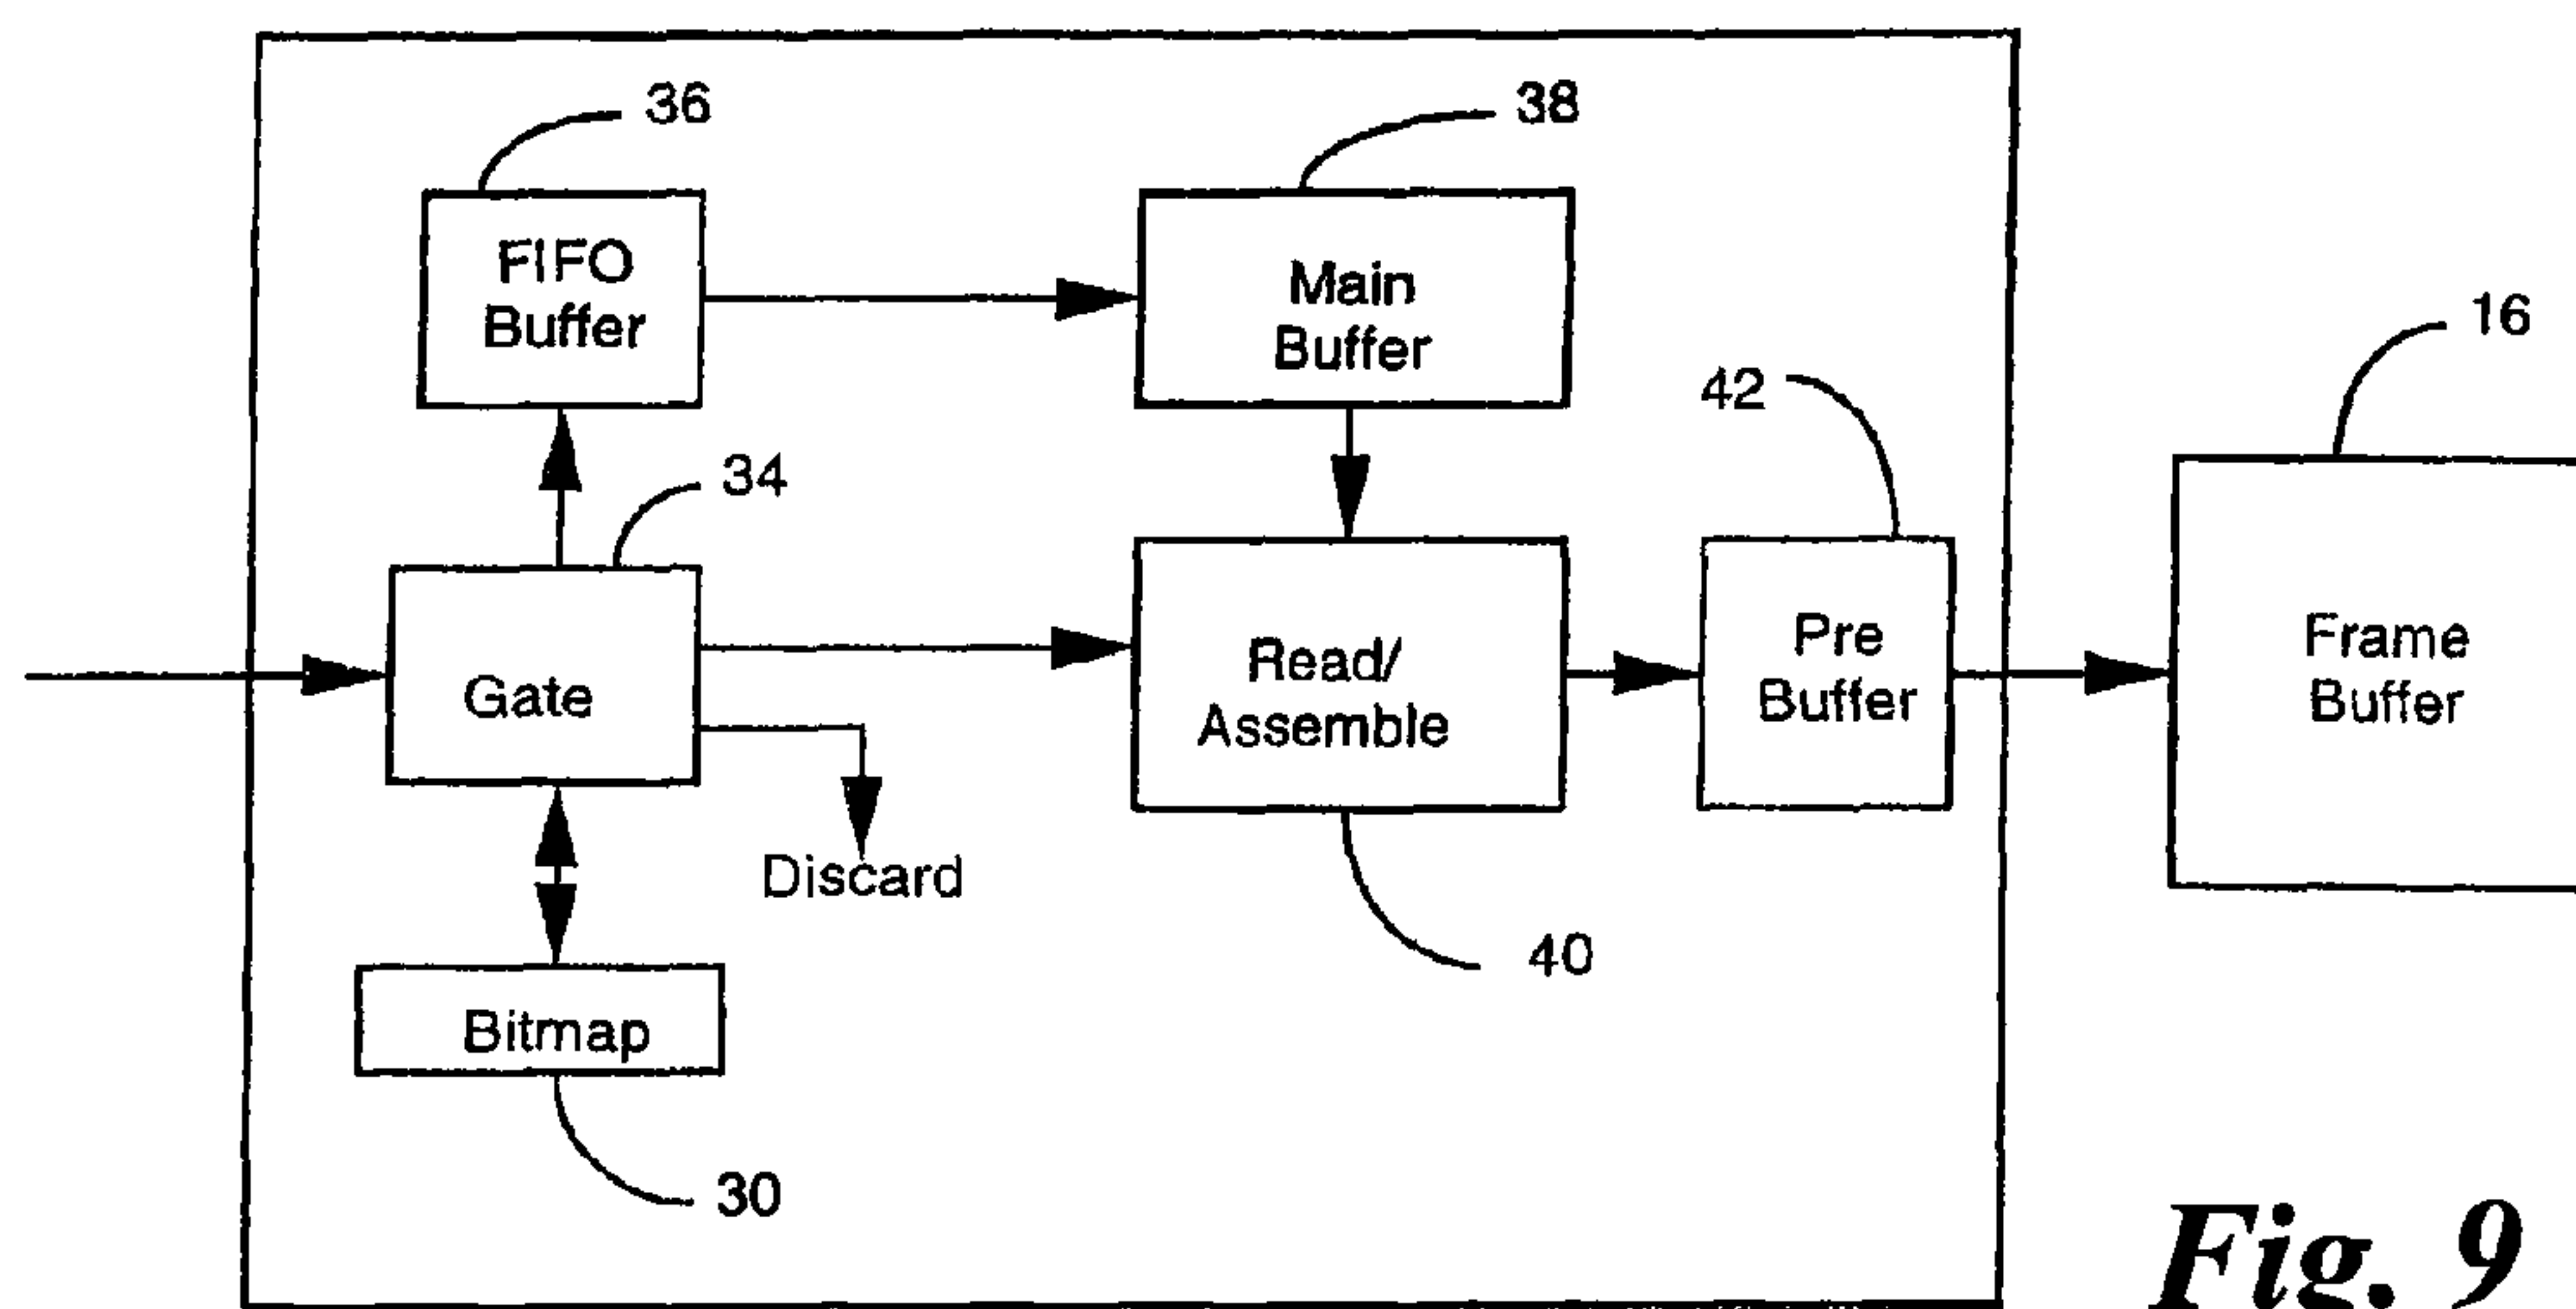 36
38
FIFO
Buffer
Main
Buffer
16
42
34
Gate
Read/
Assemble
Pre
Buffer
Frame
Buffer
Discard
40
Bitmap
30
Fig. 9